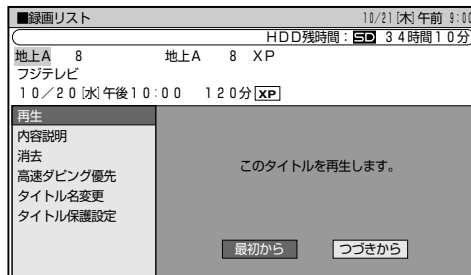 ■録画リスト 10/21[木]午前 9:00
HDD残時間：SD 34時間10分
地上A 8 地上A 8 XP
フジテレビ
10／20[水]午後10:00 120分 XP
再生
内容説明
消去
高速ダビング優先
タイトル名変更
タイトル保護設定
このタイトルを再生します。
最初から つづきから